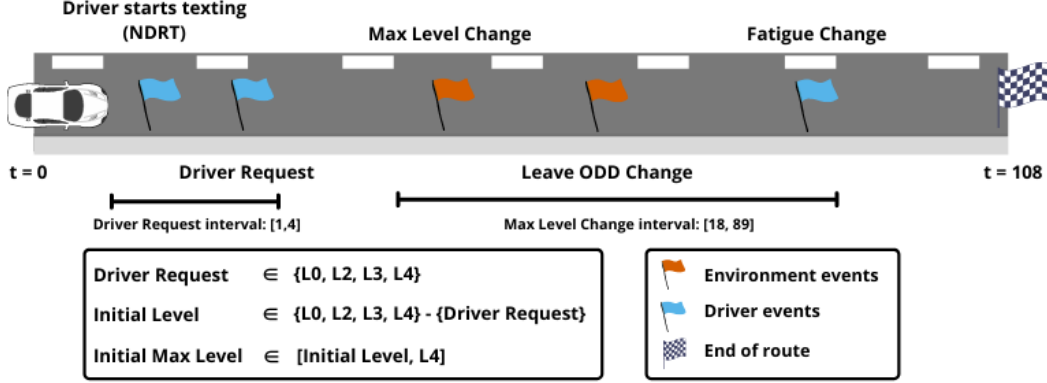 Driver starts texting
(NDRT)
Max Level Change
Fatigue Change
t = 0
Driver Request
Leave ODD Change
t = 108
Driver Request interval: [1,4]
Max Level Change interval: [18, 89]
Driver Request ∈ {L0, L2, L3, L4}
Initial Level ∈ {L0, L2, L3, L4} - {Driver Request}
Initial Max Level ∈ [Initial Level, L4]
Environment events
Driver events
End of route